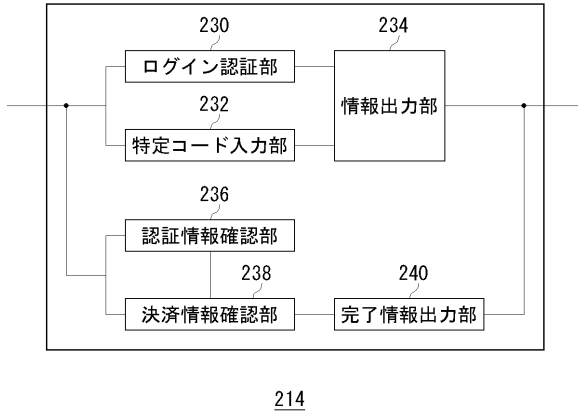 230
ログイン認証部
232
特定コード入力部
234
情報出力部
236
認証情報確認部
238
決済情報確認部
240
完了情報出力部
214